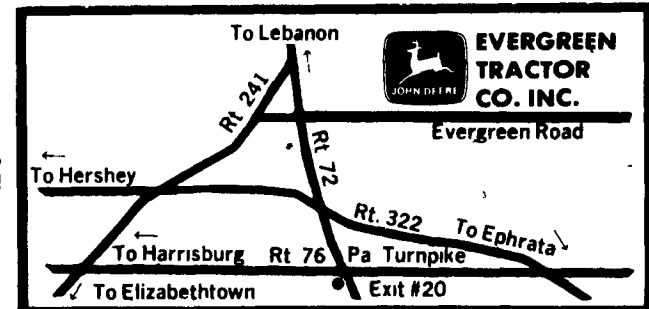 To Lebanon
EVERGREEN
TRACTOR
CO. INC.
JOHN DEERE
Rt 241
Evergreen Road
Rt 72
To Hershey
Rt. 322
To Ephrata
To Harrisburg Rt 76 Pa Turnpike
To Elizabethtown
Exit #20